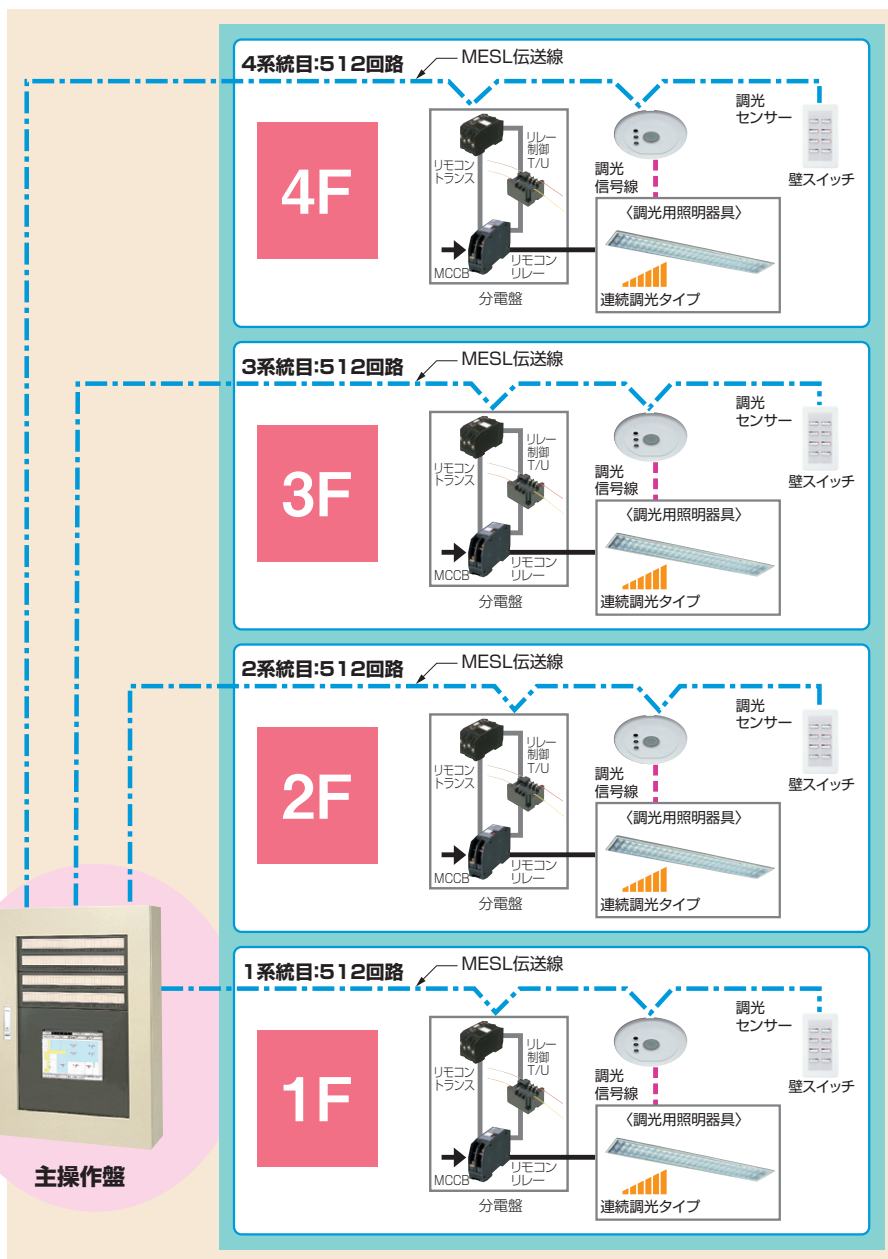 4系統目:512回路
MESL伝送線
4F
リモコン
トランス
リレー
制御
T/U
MCCB
リモコン
リレー
分電盤
調光
センサー
調光
信号線
壁スイッチ
〈調光用照明器具〉
連続調光タイプ
3系統目:512回路
MESL伝送線
3F
リモコン
トランス
リレー
制御
T/U
MCCB
リモコン
リレー
分電盤
調光
センサー
調光
信号線
壁スイッチ
〈調光用照明器具〉
連続調光タイプ
2系統目:512回路
MESL伝送線
2F
リモコン
トランス
リレー
制御
T/U
MCCB
リモコン
リレー
分電盤
調光
センサー
調光
信号線
壁スイッチ
〈調光用照明器具〉
連続調光タイプ
1系統目:512回路
MESL伝送線
1F
リモコン
トランス
リレー
制御
T/U
MCCB
リモコン
リレー
分電盤
調光
センサー
調光
信号線
壁スイッチ
〈調光用照明器具〉
連続調光タイプ
主操作盤